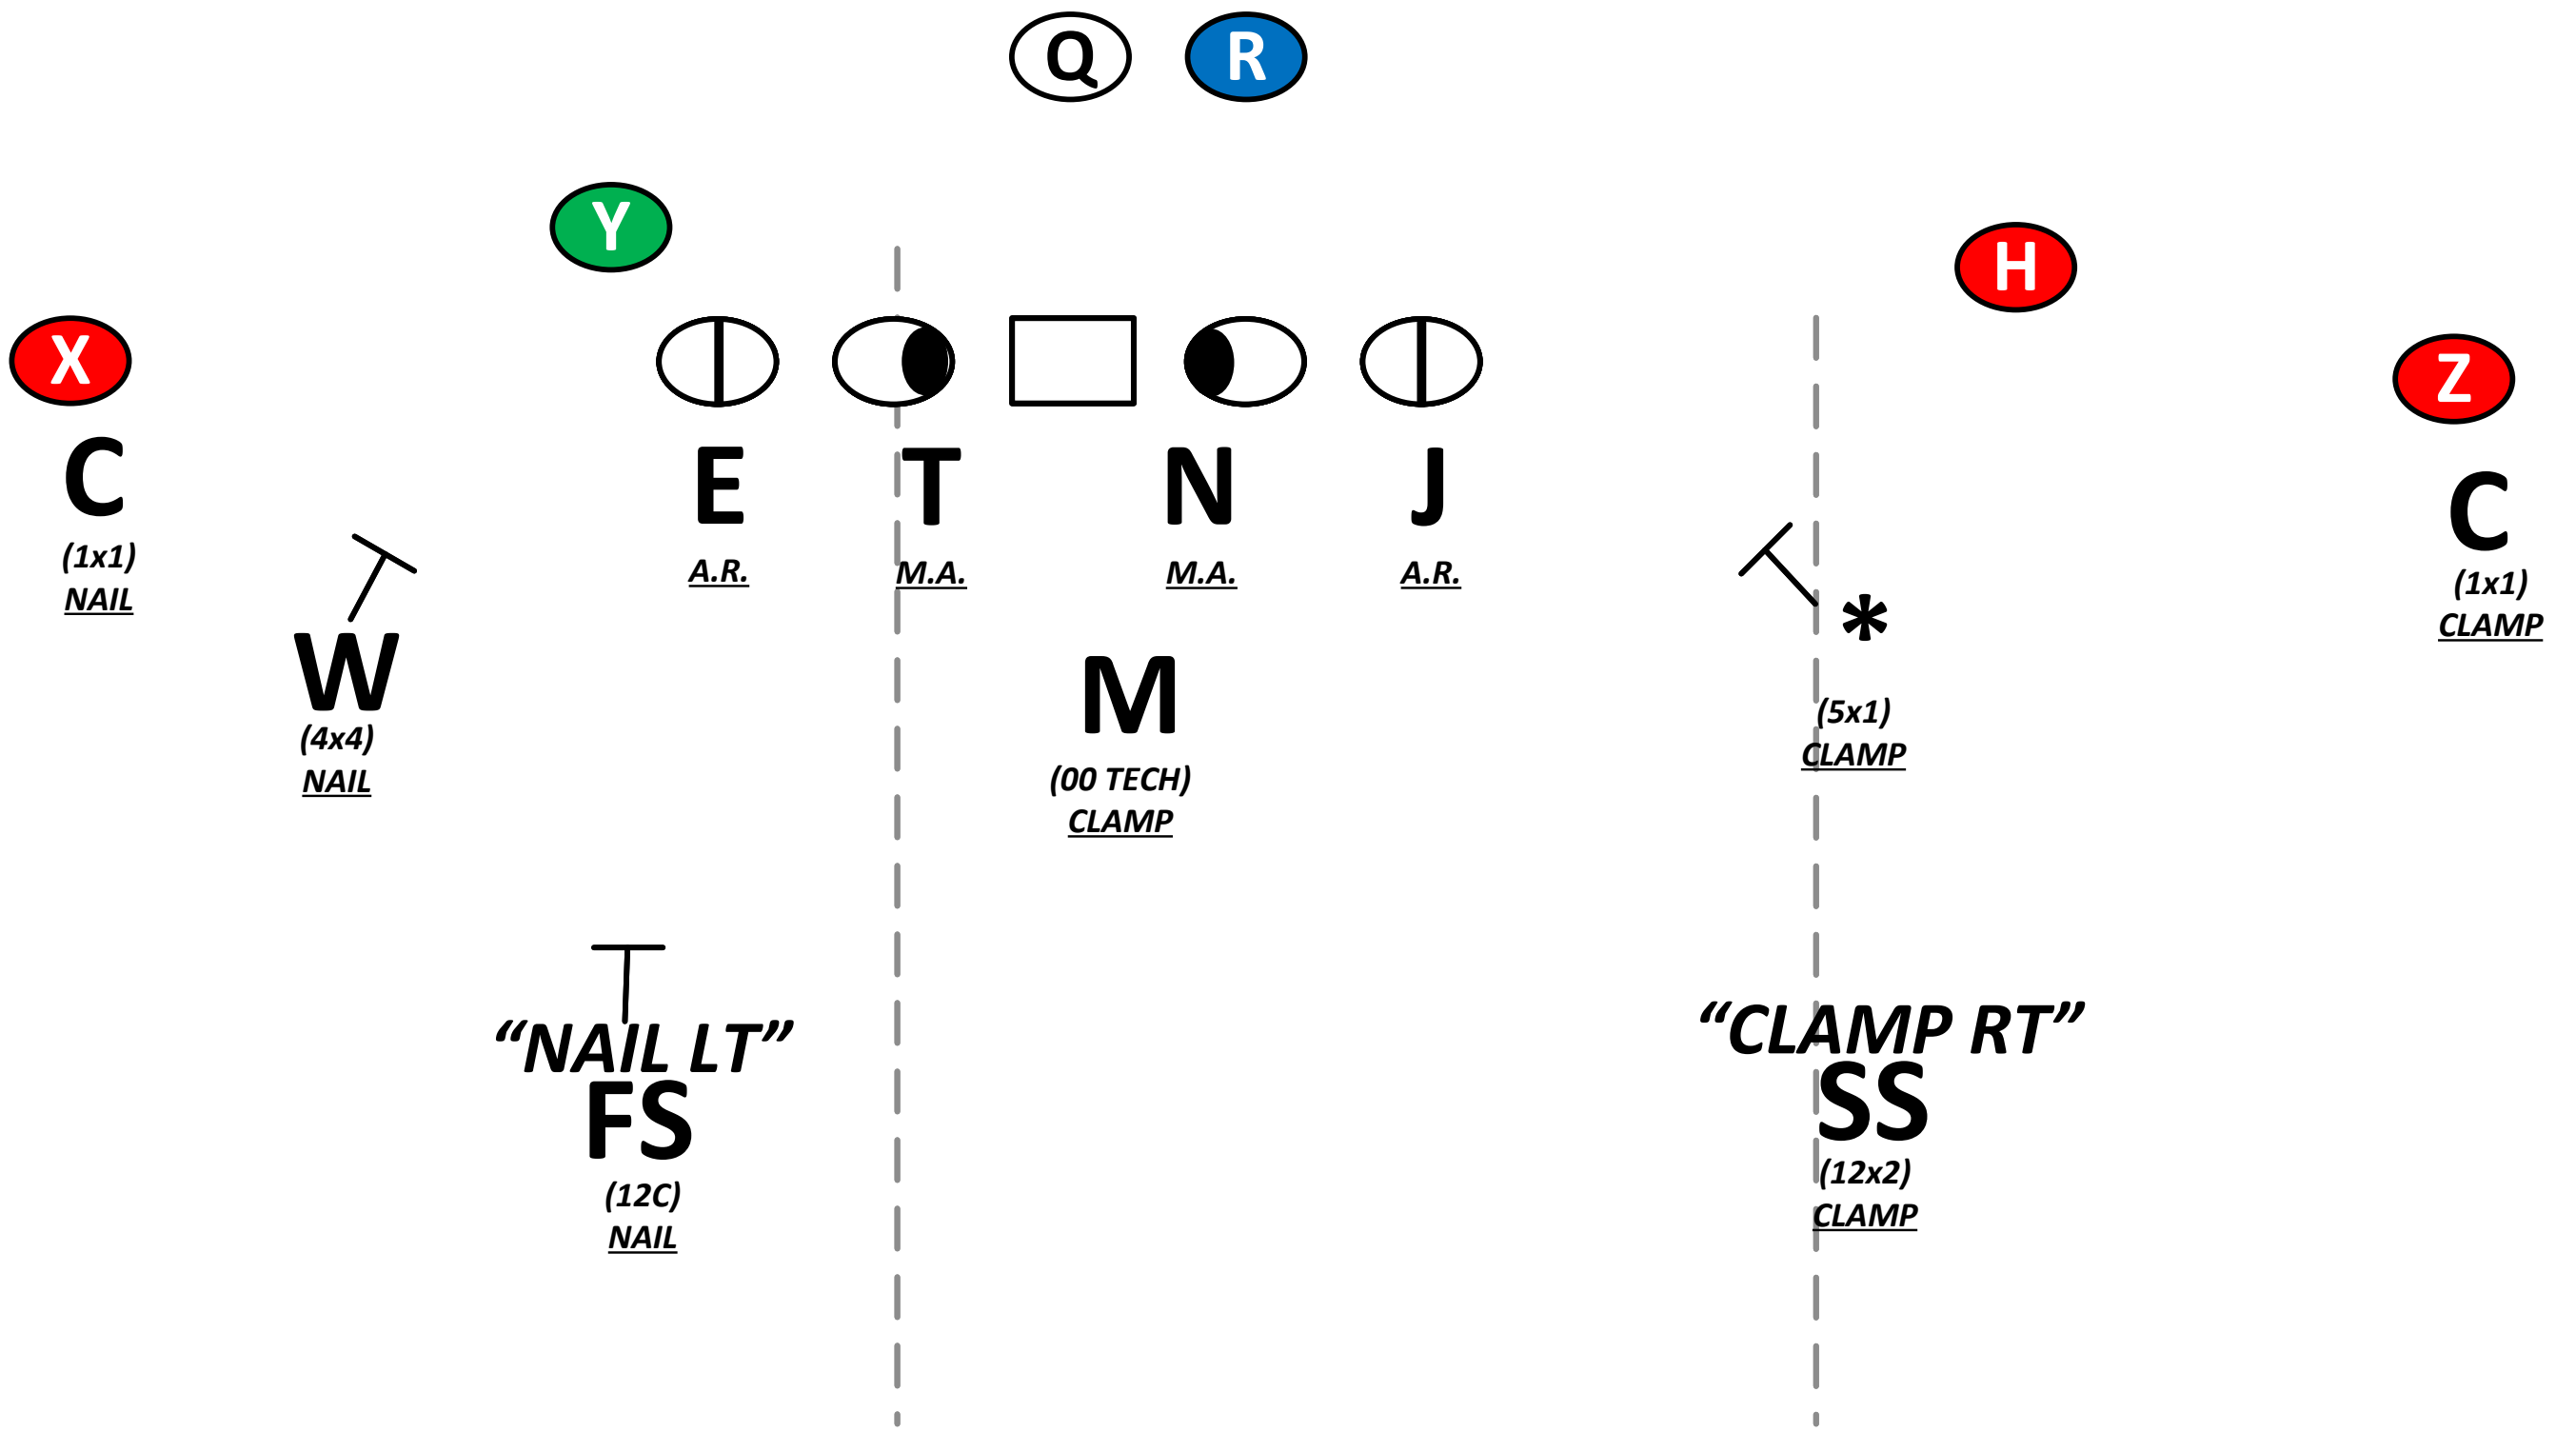 Q R
Y
H
X
Z
C
E T N J
C
(1x1)
NAIL
A.R. M.A. M.A. A.R.
(1x1)
CLAMP
*
W
(4x4)
NAIL
M
(00 TECH)
CLAMP
(5x1)
CLAMP
“NAIL LT”
FS
(12C)
NAIL
“CLAMP RT”
SS
(12x2)
CLAMP